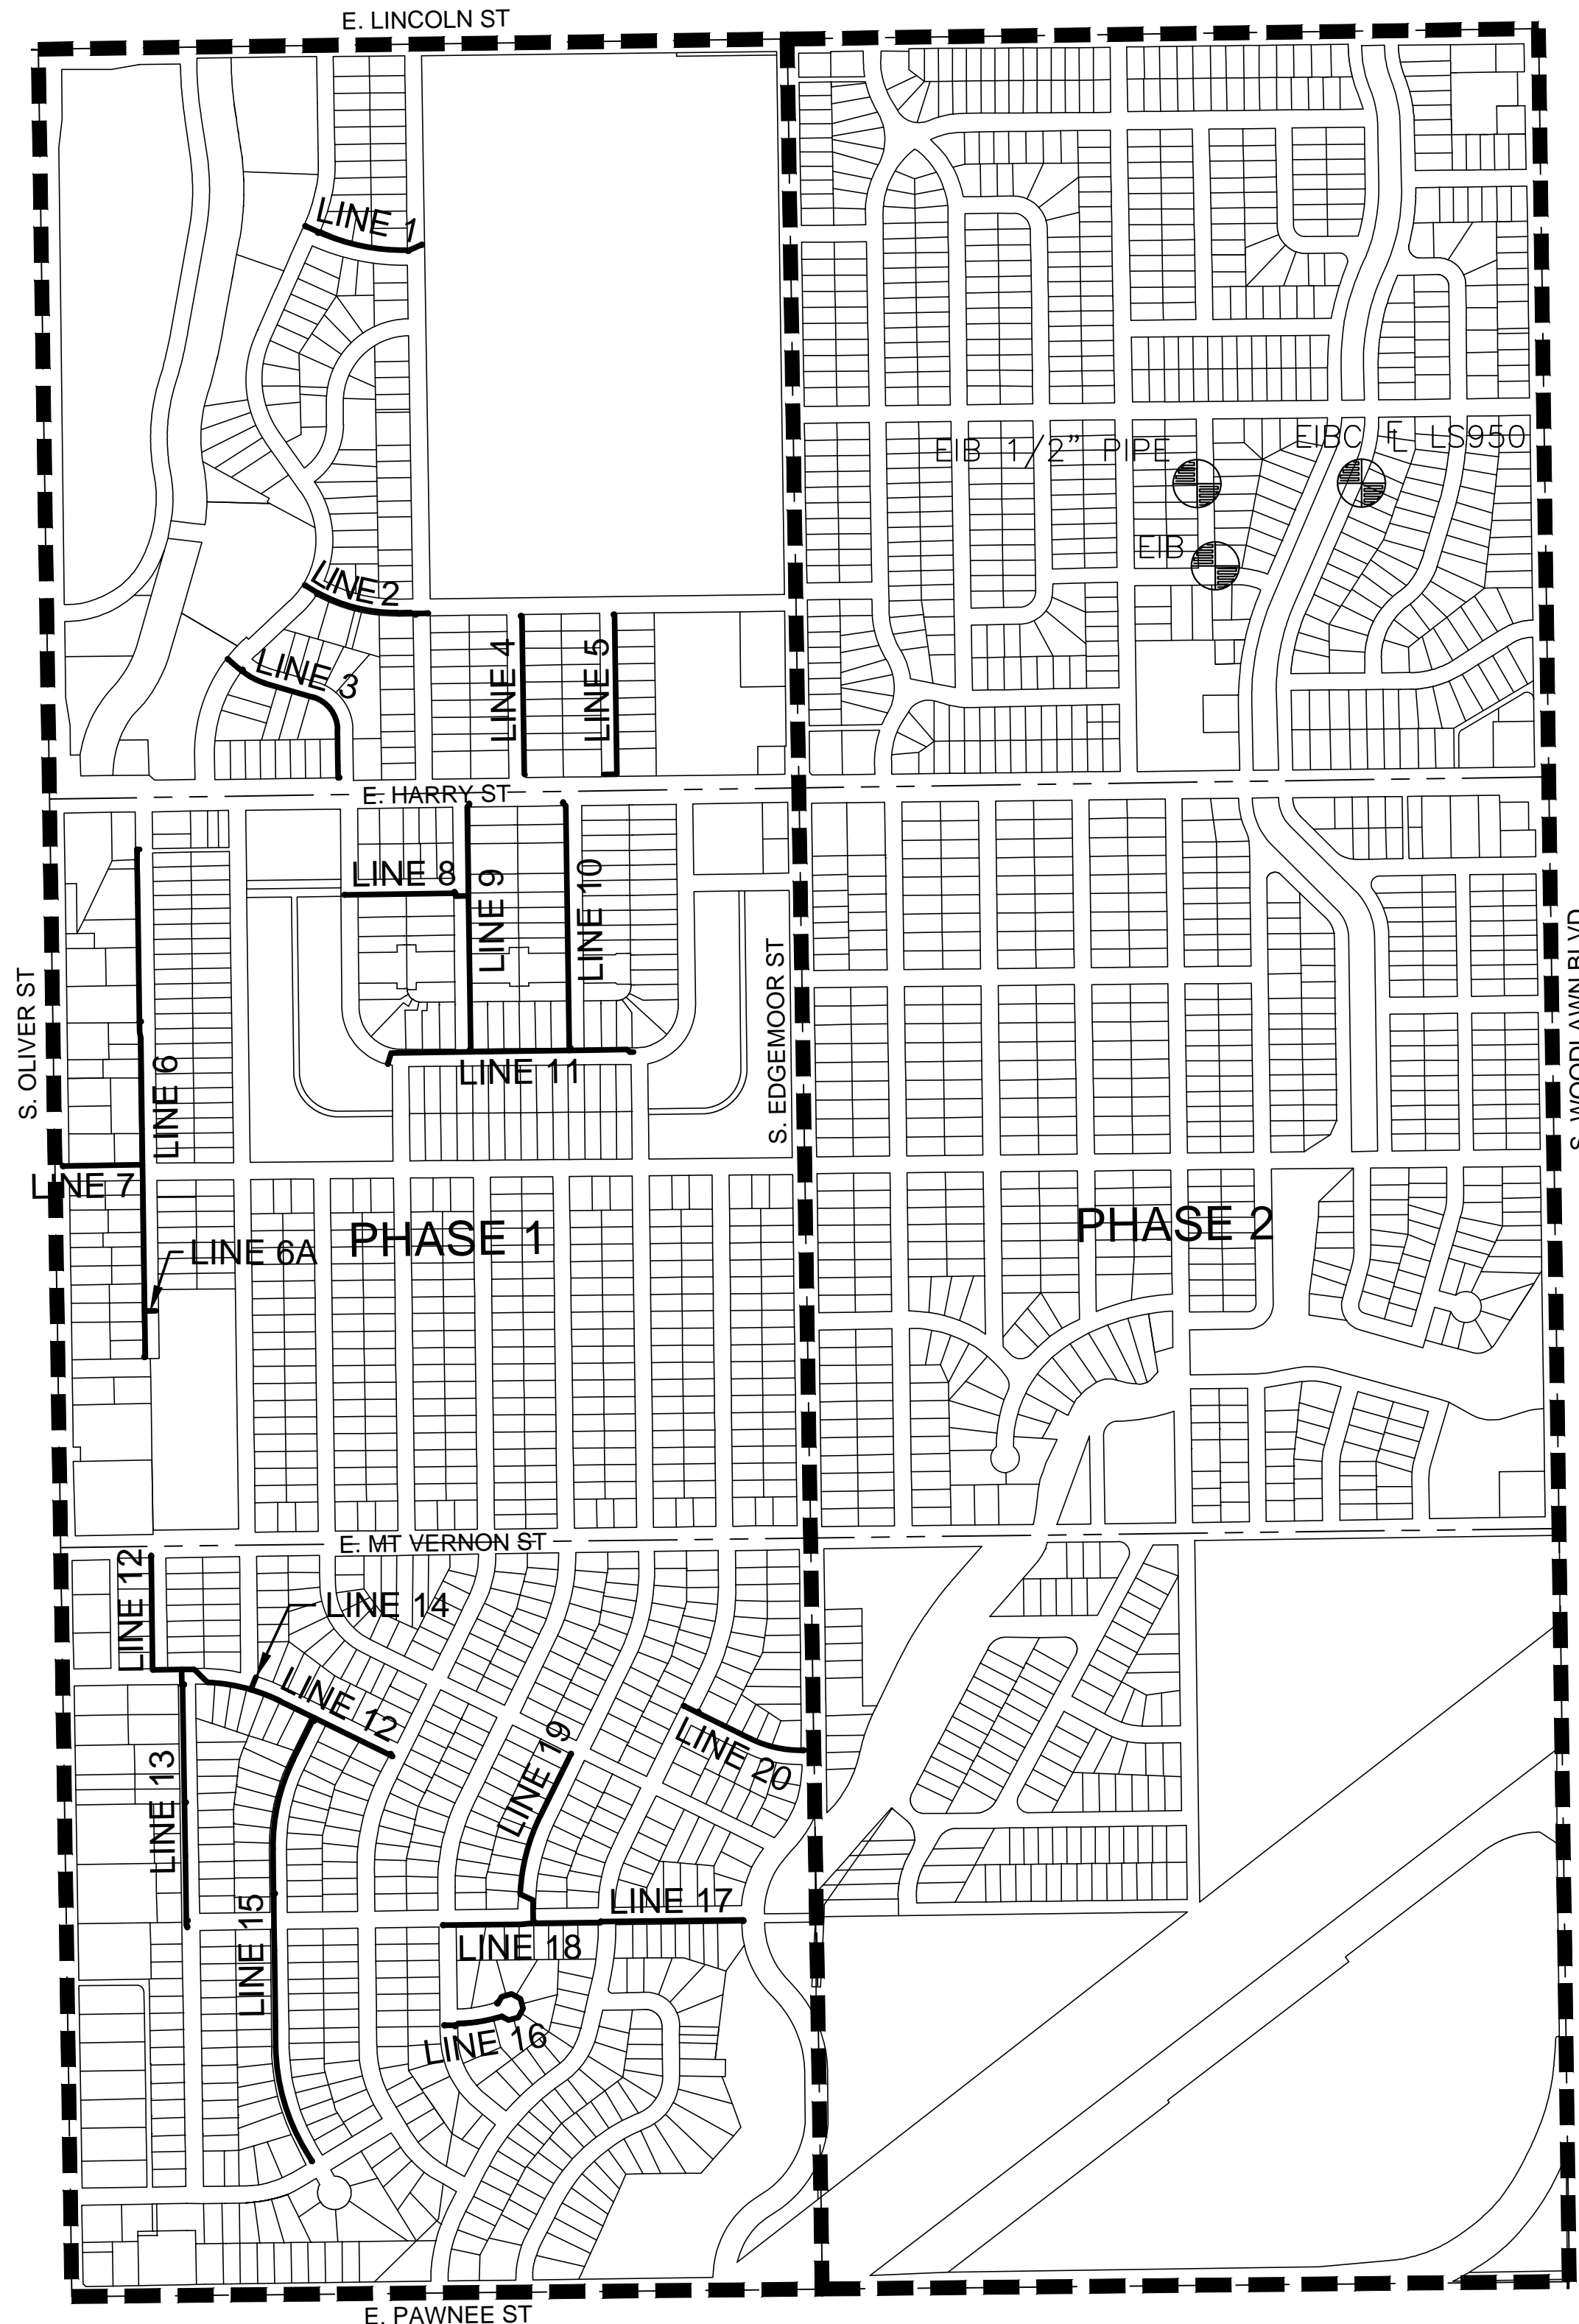 E. LINCOLN ST
LINE 1
EIB 1/2" PIPE
EIBC FL LS950
EIB
LINE2
LINE 3
LINE 4
LINE 5
E. HARRY ST
LINE 8
LINE 9
LINE 10
S. OLIVER ST
S. EDGEMOOR ST
S. WOODLAWN BLVD
LINE 6
LINE 11
LINE 7
PHASE 1
PHASE 2
LINE 6A
E. MT VERNON ST
LINE 12
LINE 14
LINE 12
LINE 13
LINE 19
LINE 20
LINE 15
LINE 17
LINE 18
LINE 16
E. PAWNEE ST